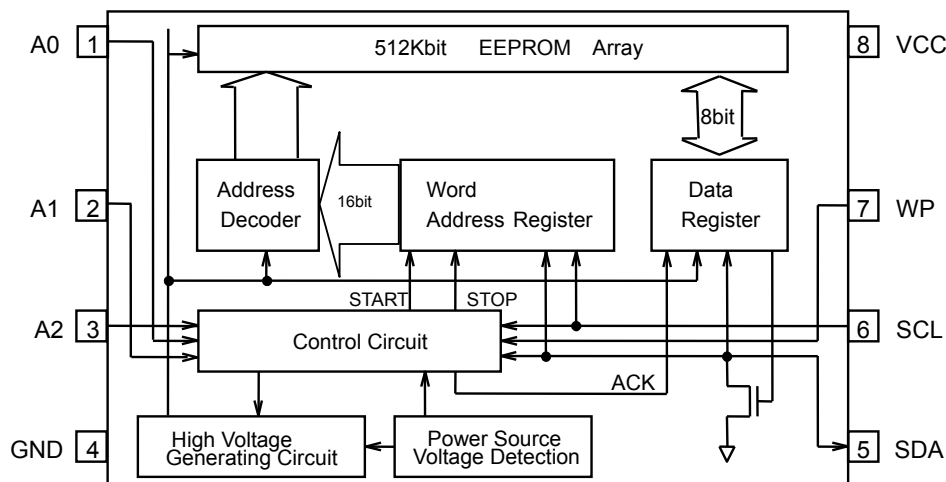 512Kbit EEPROM Array
A0 1
8 VCC
8bit
Address
Decoder
16bit
Word
Address Register
Data
Register
A1 2
7 WP
START STOP
A2 3
Control Circuit
6 SCL
ACK
GND 4
High Voltage
Generating Circuit
Power Source
Voltage Detection
5 SDA